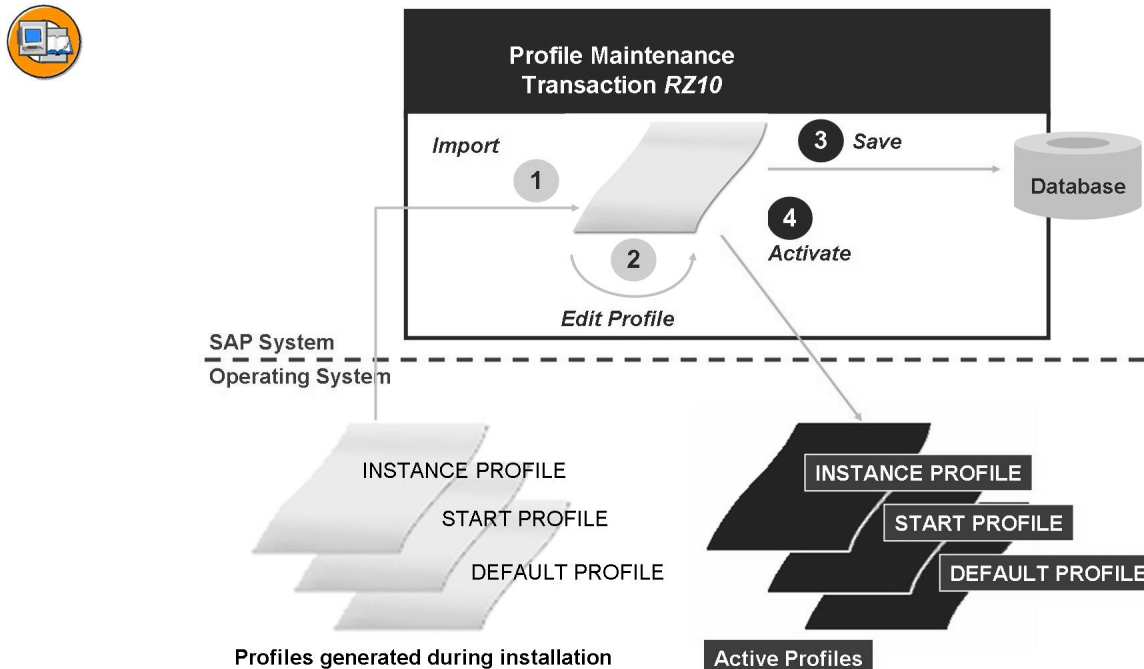 Profile Maintenance
Transaction RZ10
Import
1
2
Edit Profile
3 Save
4
Activate
Database
SAP System
Operating System
INSTANCE PROFILE
START PROFILE
DEFAULT PROFILE
Profiles generated during installation
INSTANCE PROFILE
START PROFILE
DEFAULT PROFILE
Active Profiles